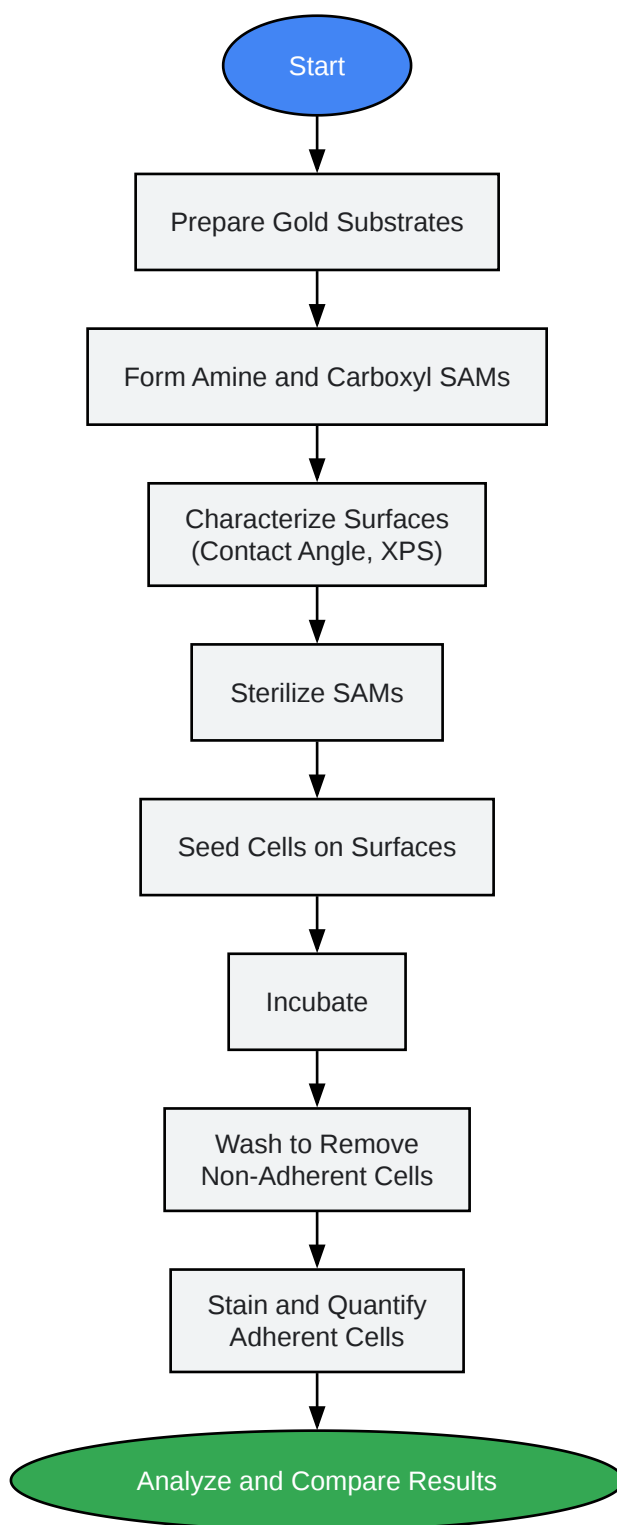 Start
Prepare Gold Substrates
Form Amine and Carboxyl SAMs
Characterize Surfaces
(Contact Angle, XPS)
Sterilize SAMs
Seed Cells on Surfaces
Incubate
Wash to Remove
Non-Adherent Cells
Stain and Quantify
Adherent Cells
Analyze and Compare Results